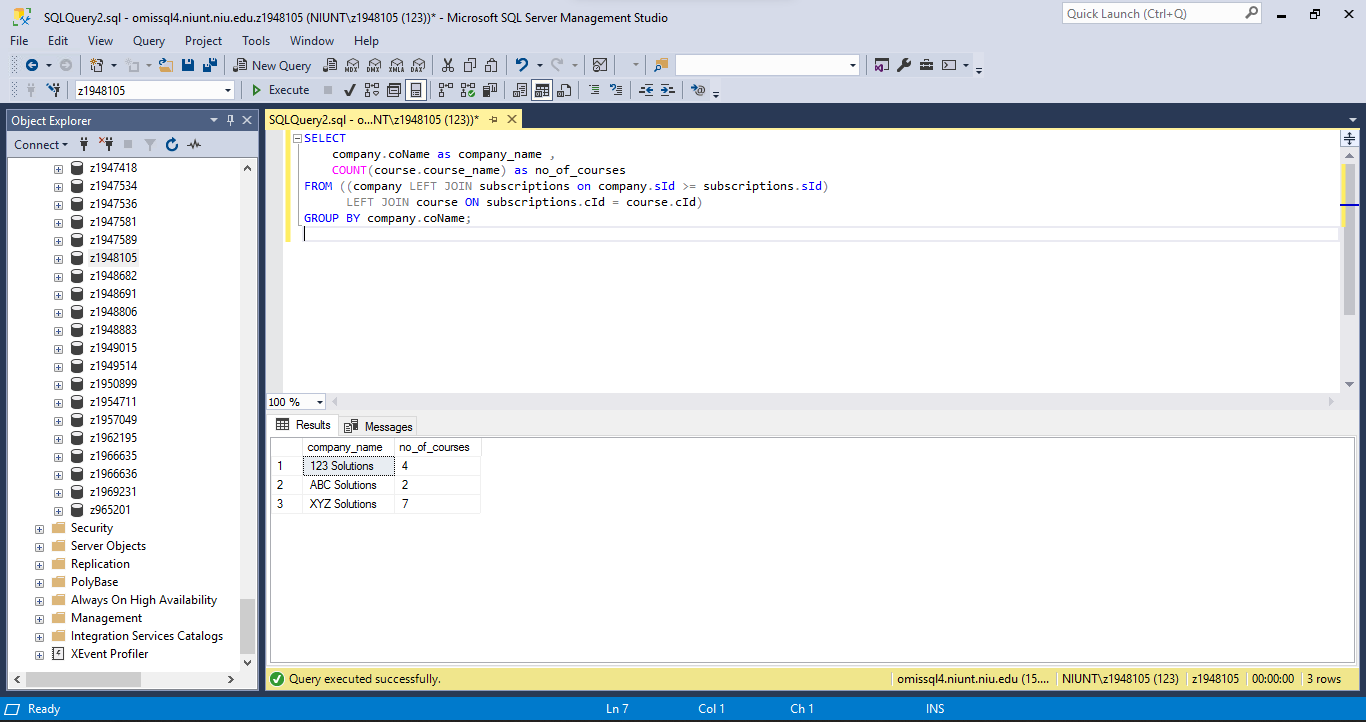 SQLQuery2.sql - omissql4.niunt.niu.edu.z1948105 (NIUNT\z1948105 (123))* - Microsoft SQL Server Management Studio
Quick Launch (Ctrl+Q)
File Edit View Query Project Tools Window Help
New Query
MDX DMX XMLA DAX
z1948105
Execute
Object Explorer
SQLQuery2.sql - o...NT\z1948105 (123))*
Connect
z1947418
z1947534
z1947536
z1947581
z1947589
z1948105
z1948682
z1948691
z1948806
z1948883
z1949015
z1949514
z1950899
z1954711
z1957049
z1962195
z1966635
z1966636
z1969231
z965201
Security
Server Objects
Replication
PolyBase
Always On High Availability
Management
Integration Services Catalogs
XEvent Profiler
SELECT
company.coName as company_name ,
COUNT(course.course_name) as no_of_courses
FROM ((company LEFT JOIN subscriptions on company.sId >= subscriptions.sId)
LEFT JOIN course ON subscriptions.cId = course.cId)
GROUP BY company.coName;
100 %
Results Messages
company_name no_of_courses
1 123 Solutions 4
2 ABC Solutions 2
3 XYZ Solutions 7
Query executed successfully.
omissql4.niunt.niu.edu (15.... NIUNT\z1948105 (123) z1948105 00:00:00 3 rows
Ready Ln 7 Col 1 Ch 1 INS